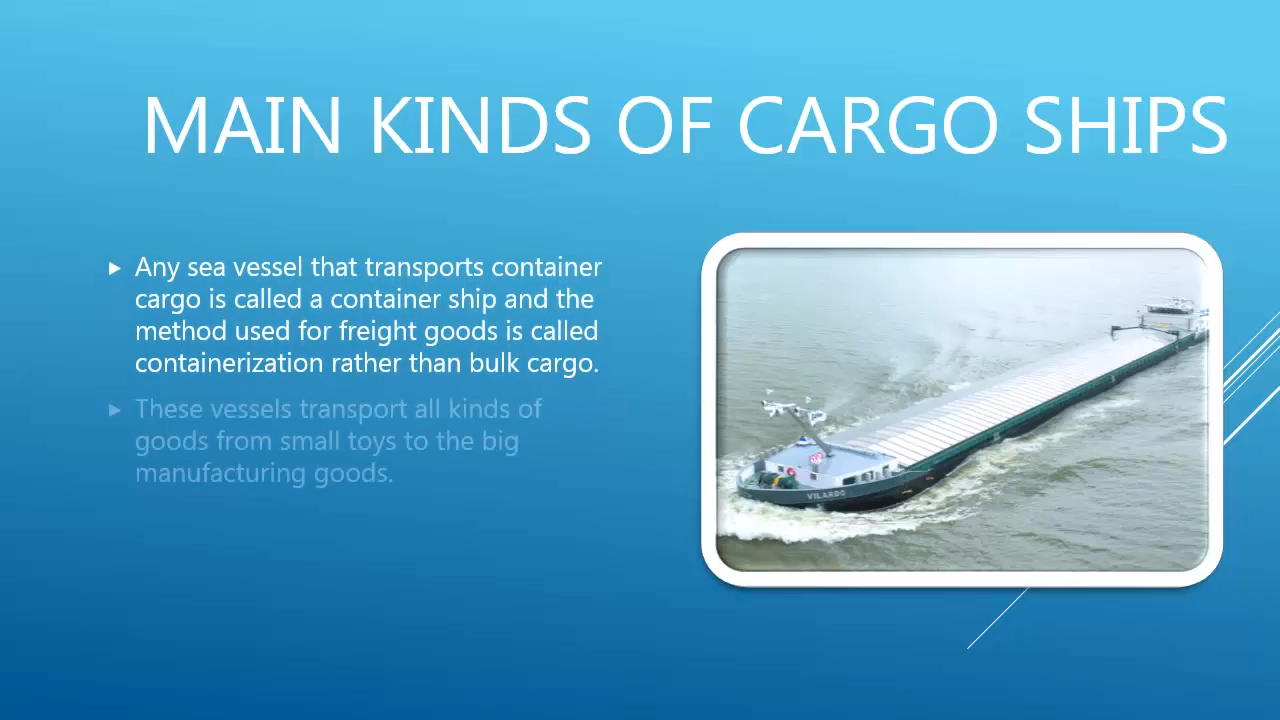 MAIN KINDS OF CARGO SHIPS
Any sea vessel that transports container
cargo is called a container ship and the
method used for freight goods is called
containerization rather than bulk cargo.
These vessels transport all kinds of
goods from small toys to the big
manufacturing goods.
VILARDO